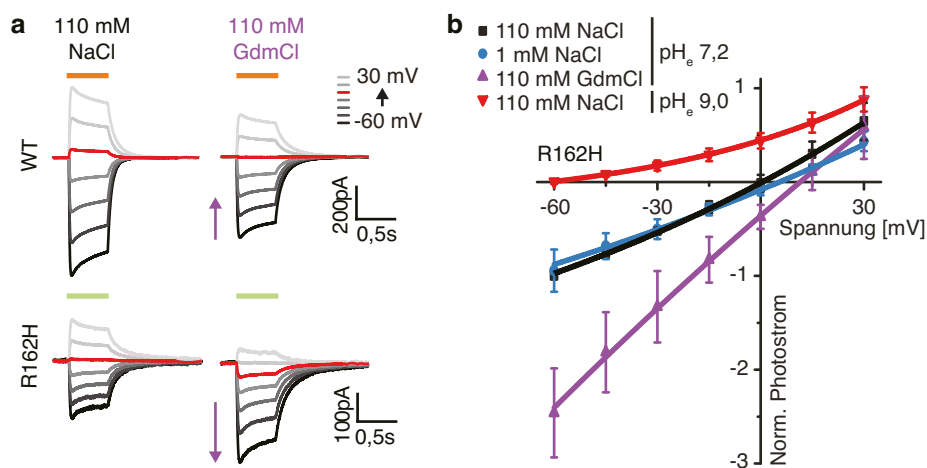 a
110 mM
NaCl
110 mM
GdmCl
30 mV
-60 mV
WT
200pA
0,5s
R162H
100pA
0,5s
b
110 mM NaCl
1 mM NaCl
110 mM GdmCl
pHe 7,2
110 mM NaCl
pHe 9,0
R162H
1
-60
-30
0
30
Spannung [mV]
-1
-2
-3
Norm. Photostrom